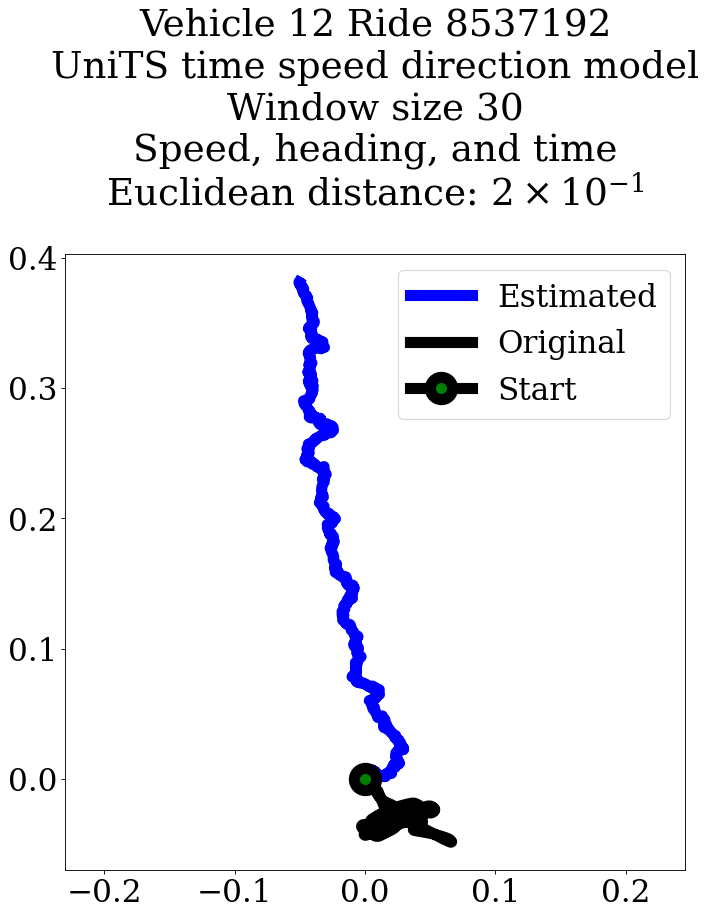 Vehicle 12 Ride 8537192
UniTS time speed direction model
Window size 30
Speed, heading, and time
Euclidean distance: 2 × 10⁻¹
0.4
0.3
0.2
0.1
0.0
Estimated
Original
Start
−0.2 −0.1 0.0 0.1 0.2